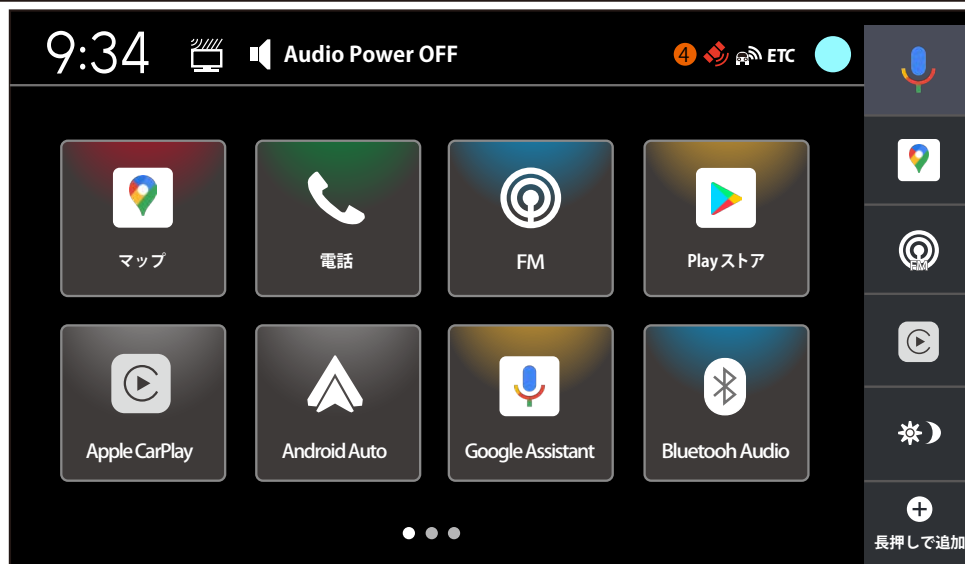 9:34
Audio Power OFF
4
ETC
マップ
電話
FM
Playストア
FM
Apple CarPlay
Android Auto
Google Assistant
Bluetooh Audio
長押しで追加